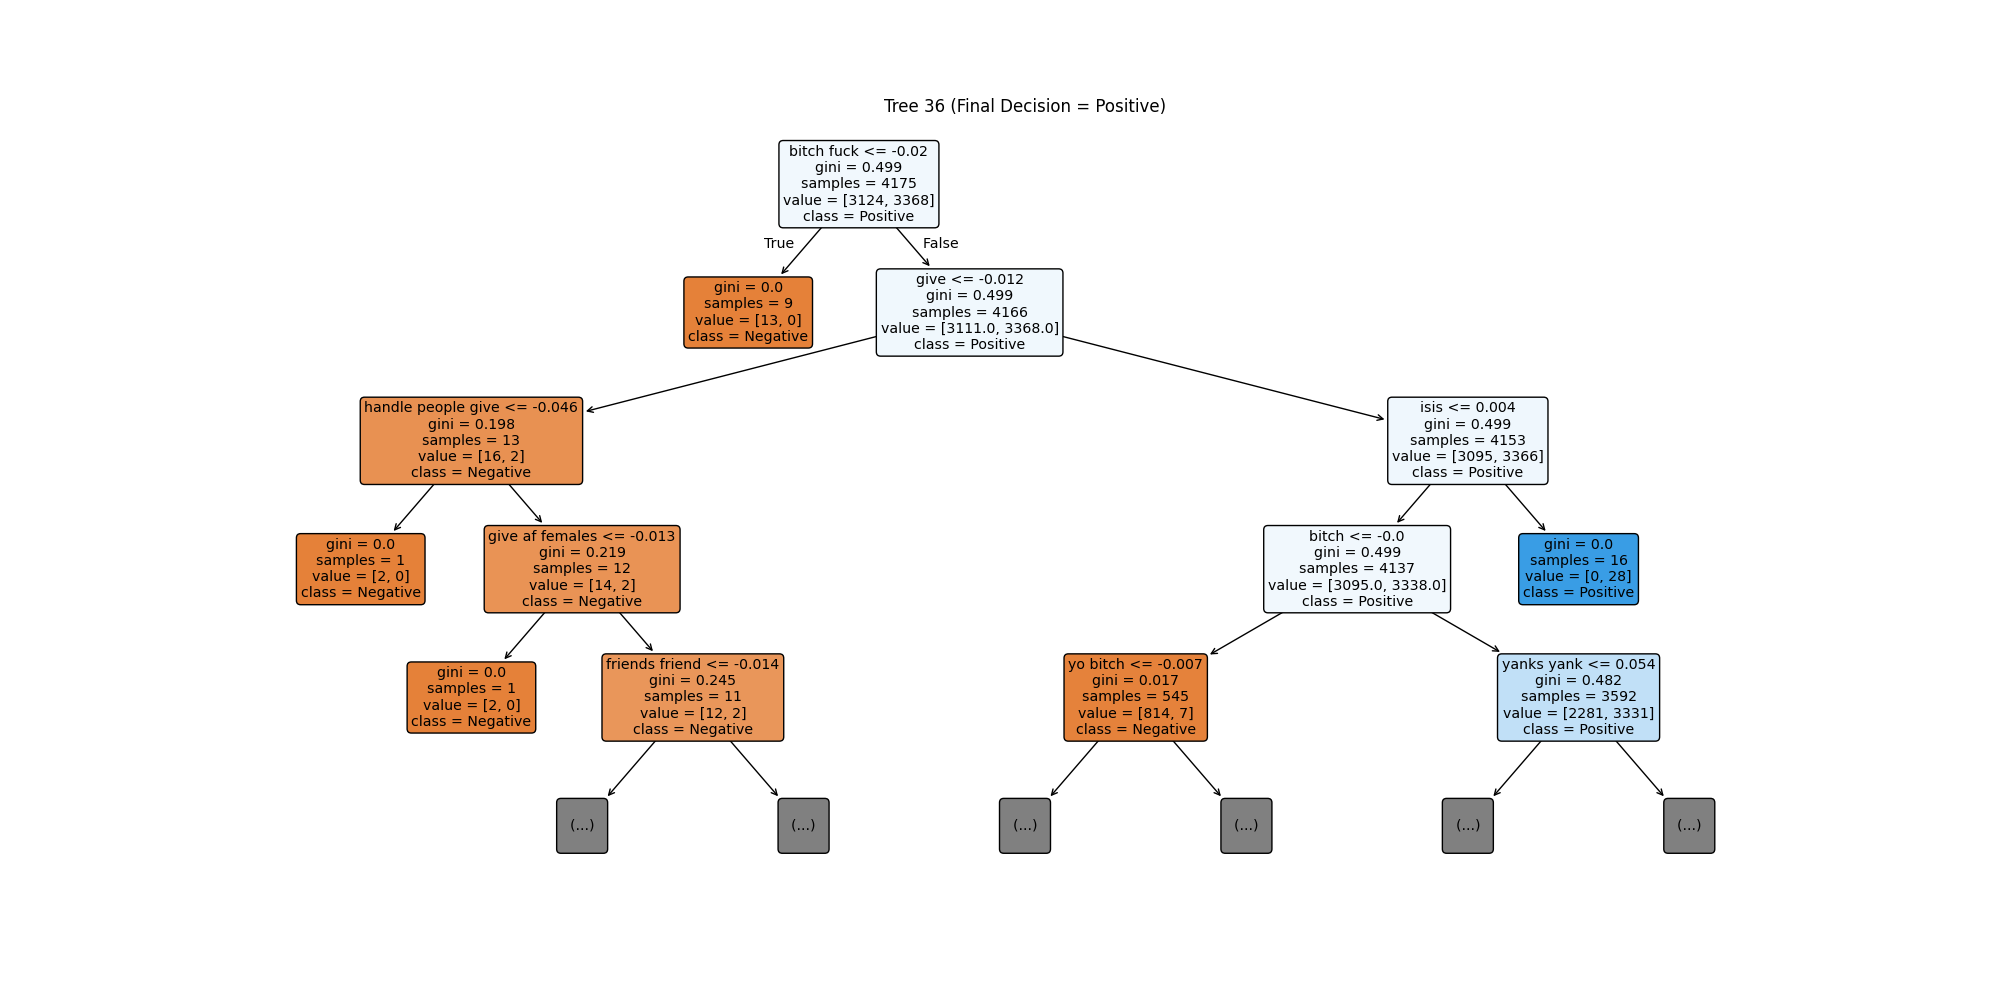 Tree 36 (Final Decision = Positive)
bitch fuck <= -0.02
gini = 0.499
samples = 4175
value = [3124, 3368]
class = Positive
True
False
gini = 0.0
samples = 9
value = [13, 0]
class = Negative
give <= -0.012
gini = 0.499
samples = 4166
value = [3111.0, 3368.0]
class = Positive
handle people give <= -0.046
gini = 0.198
samples = 13
value = [16, 2]
class = Negative
isis <= 0.004
gini = 0.499
samples = 4153
value = [3095, 3366]
class = Positive
gini = 0.0
samples = 1
value = [2, 0]
class = Negative
give af females <= -0.013
gini = 0.219
samples = 12
value = [14, 2]
class = Negative
bitch <= -0.0
gini = 0.499
samples = 4137
value = [3095.0, 3338.0]
class = Positive
gini = 0.0
samples = 16
value = [0, 28]
class = Positive
gini = 0.0
samples = 1
value = [2, 0]
class = Negative
friends friend <= -0.014
gini = 0.245
samples = 11
value = [12, 2]
class = Negative
yo bitch <= -0.007
gini = 0.017
samples = 545
value = [814, 7]
class = Negative
yanks yank <= 0.054
gini = 0.482
samples = 3592
value = [2281, 3331]
class = Positive
(...)
(...)
(...)
(...)
(...)
(...)